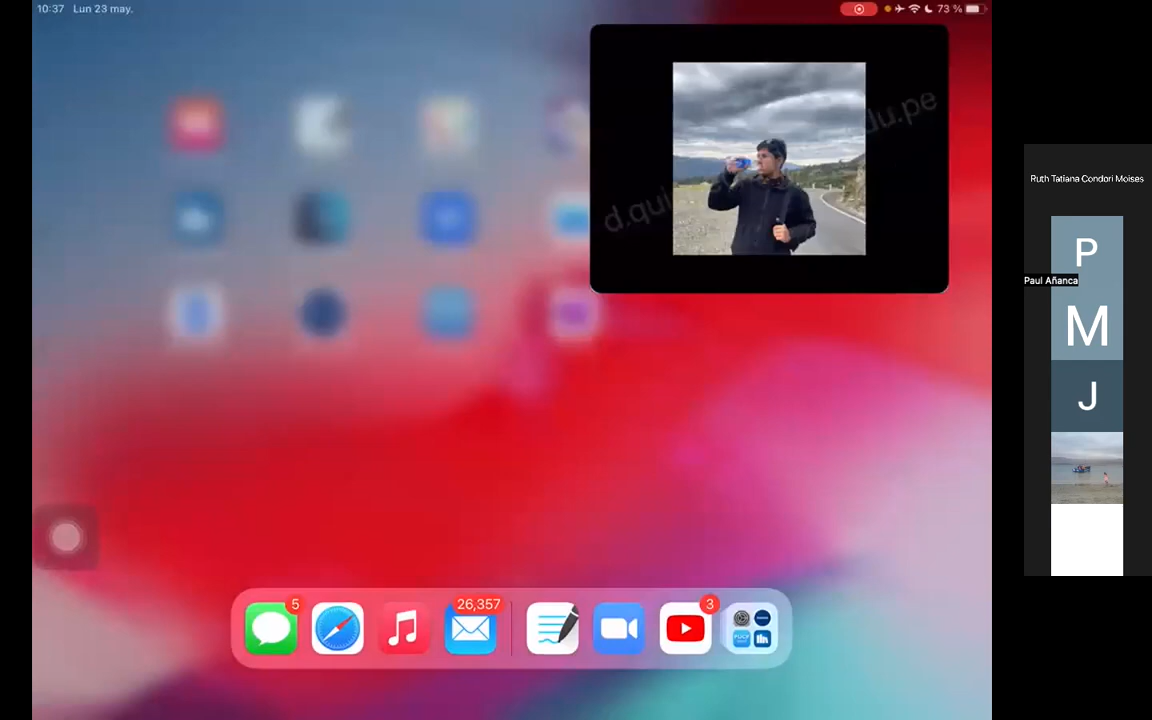 10:37 Lun 23 may.
73 %
d.qui
du.pe
Ruth Tatiana Condori Moises
P
Paul Añanca
M
J
5
26,357
3
PUCP